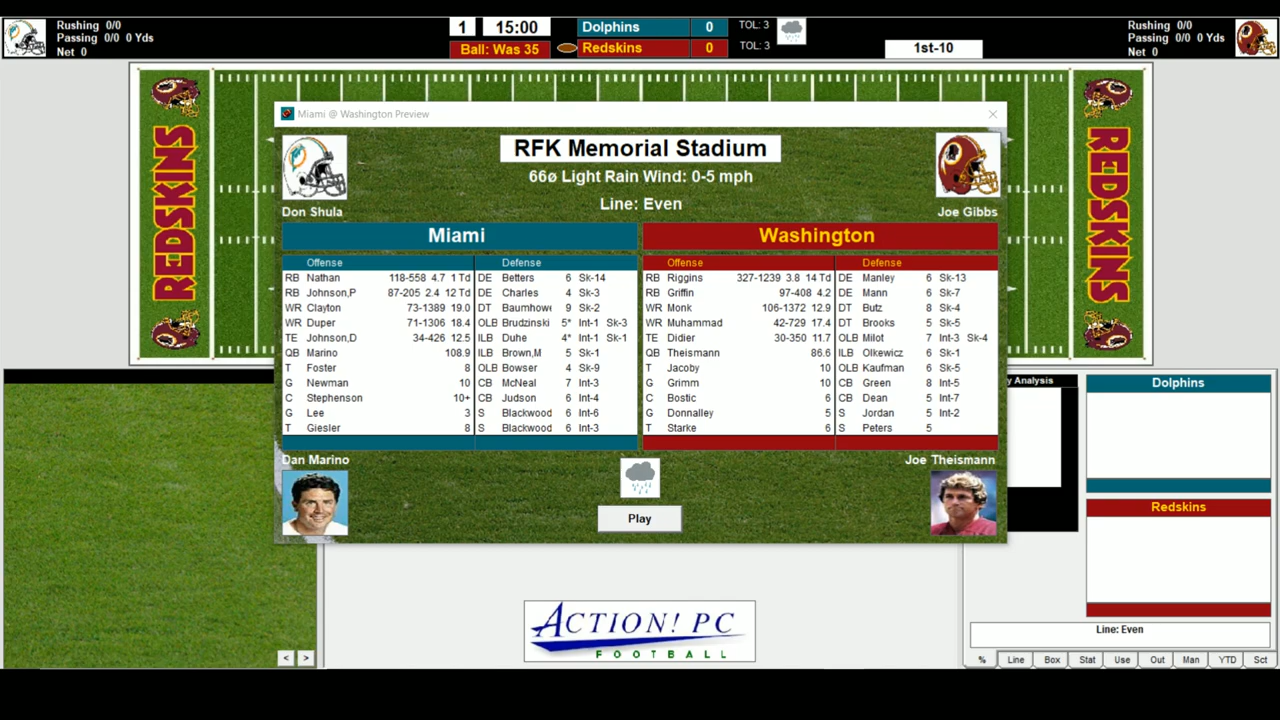 Rushing 0/0
Passing 0/0 0 Yds
Net 0
1 15:00 Dolphins 0 TOL: 3
Ball: Was 35 Redskins 0 TOL: 3
1st-10
Rushing 0/0
Passing 0/0 0 Yds
Net 0
REDSKINS
REDSKINS
Miami @ Washington Preview
RFK Memorial Stadium
66ø Light Rain Wind: 0-5 mph
Line: Even
Don Shula
Joe Gibbs
Miami
Washington
Offense Defense
RB Nathan 118-558 4.7 1 Td DE Betters 6 Sk-14
RB Johnson,P 87-205 2.4 12 Td DE Charles 4 Sk-3
WR Clayton 73-1389 19.0 DT Baumhowe 9 Sk-2
WR Duper 71-1306 18.4 OLB Brudzinski 5* Int-1 Sk-3
TE Johnson,D 34-426 12.5 ILB Duhe 4* Int-1 Sk-1
QB Marino 108.9 ILB Brown,M 5 Sk-1
T Foster 8 OLB Bowser 4 Sk-9
G Newman 10 CB McNeal 7 Int-3
C Stephenson 10+ CB Judson 6 Int-4
G Lee 3 S Blackwood 6 Int-6
T Giesler 8 S Blackwood 6 Int-3
Offense Defense
RB Riggins 327-1239 3.8 14 Td DE Manley 6 Sk-13
RB Griffin 97-408 4.2 DE Mann 6 Sk-7
WR Monk 106-1372 12.9 DT Butz 8 Sk-4
WR Muhammad 42-729 17.4 DT Brooks 5 Sk-5
TE Didier 30-350 11.7 OLB Milot 7 Int-3 Sk-4
QB Theismann 86.6 ILB Olkewicz 6 Sk-1
T Jacoby 10 OLB Kaufman 6 Sk-5
G Grimm 10 CB Green 8 Int-5
C Bostic 6 CB Dean 5 Int-7
G Donnalley 5 S Jordan 5 Int-2
T Starke 6 S Peters 5
Dan Marino
Joe Theismann
Play
y Analysis
Dolphins
Redskins
Line: Even
ACTION! PC
FOOTBALL
< >
% Line Box Stat Use Out Man YTD Sct